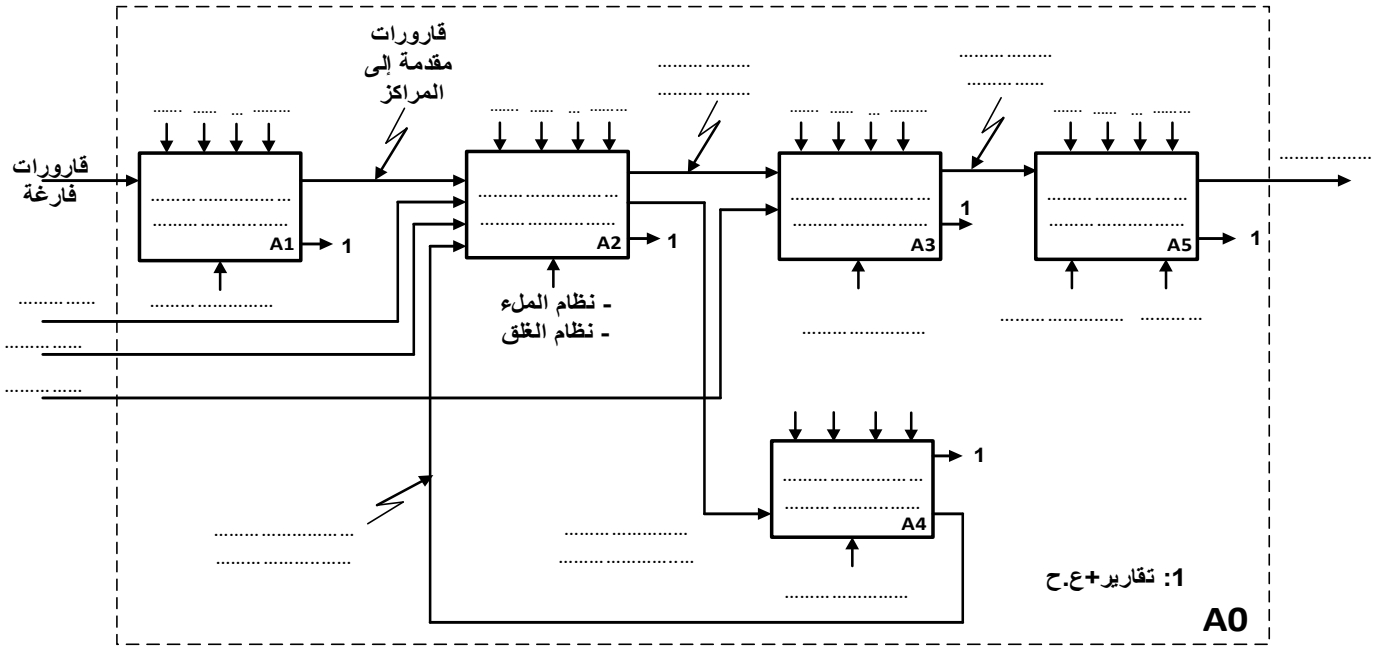 قارورات
مقدمة إلى
المراكز
قارورات
فارغة
A1
1
A2
1
- نظام الملء
- نظام الغلق
A3
1
A5
1
A4
1
1: تقارير+ع.ح
A0